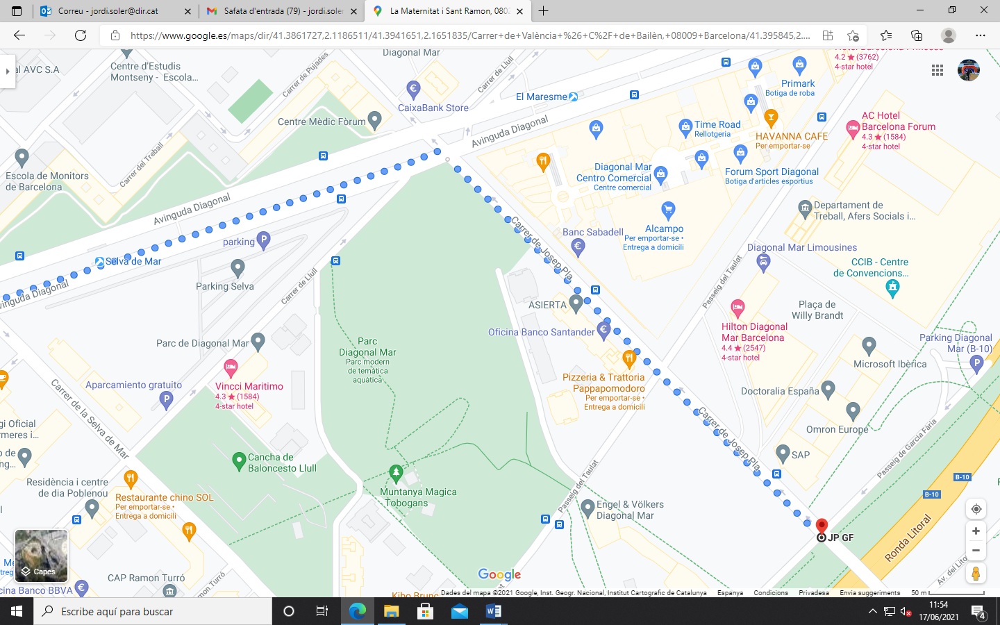 Correu - jordi.soler@dir.cat
Safata d'entrada (79) - jordi.soler
La Maternitat i Sant Ramon, 0802
https://www.google.es/maps/dir/41.3861727,2.1186511/41.3941651,2.1651835/Carrer+de+València+%26+C%2F+de+Bailèn,+08009+Barcelona/41.395845,2....
al AVC S.A
Centre d'Estudis
Montseny - Escola...
Diagonal Mar
Carrer de Pujades
Carrer de Llull
CaixaBank Store
El Maresme
Primark
Botiga de roba
4.2 ★ (3762)
4-star hotel
Centre Mèdic Fòrum
Avinguda Diagonal
Time Road
Rellotgeria
HAVANNA CAFE
Per emportar-se
AC Hotel
Barcelona Forum
4.3 ★ (1584)
4-star hotel
Carrer del Treball
Escola de Monitors
de Barcelona
Diagonal Mar
Centro Comercial
Centre comercial
Forum Sport Diagonal
Botiga d'articles esportius
Avinguda Diagonal
Departament de
Treball, Afers Socials i...
Alcampo
Per emportar-se •
Entrega a domicili
Banc Sabadell
parking
Carrer de Josep Pla
Diagonal Mar Limousines
Selva de Mar
CCIB - Centre
de Convencions...
Parking Selva
Carrer de Llull
Passeig del Taulat
Avinguda Diagonal
ASIERTA
Plaça de
Willy Brandt
Oficina Banco Santander
Hilton Diagonal
Mar Barcelona
4.4 ★ (2547)
4-star hotel
Parking Diagonal
Mar (B-10)
Parc de Diagonal Mar
Parc
Diagonal Mar
Parc modern
de temàtica
aquàtica
Microsoft Ibèrica
Vincci Maritimo
4.3 ★ (1584)
4-star hotel
Aparcamiento gratuito
Pizzeria & Trattoria
Pappapomodoro
Per emportar-se •
Entrega a domicili
Doctoralia España
Carrer de la Selva de Mar
Carrer de Josep Pla
Omron Europe
gi Oficial
rmeres i...
Passeig de Garcia Fària
SAP
o de
ng...
Cancha de
Baloncesto Llull
Passeig del Taulat
Residència i centre
de dia Poblenou
Muntanya Magica
Tobogans
B-10
B-10
Restaurante chino SOL
Per emportar-se •
Entrega a domicili
Engel & Völkers
Diagonal Mar
JP GF
Ronda Litoral
Capes
CAP Ramon Turró
Ramon Turró
Google
Av. del Lito
cina Banco BBVA
Kibo Brunc
Dades del mapa ©2021 Google, Inst. Geogr. Nacional, Institut Cartografic de Catalunya Espanya Condicions Privadesa Envia suggeriments 50 m
Escribe aquí para buscar
11:54
17/06/2021
4